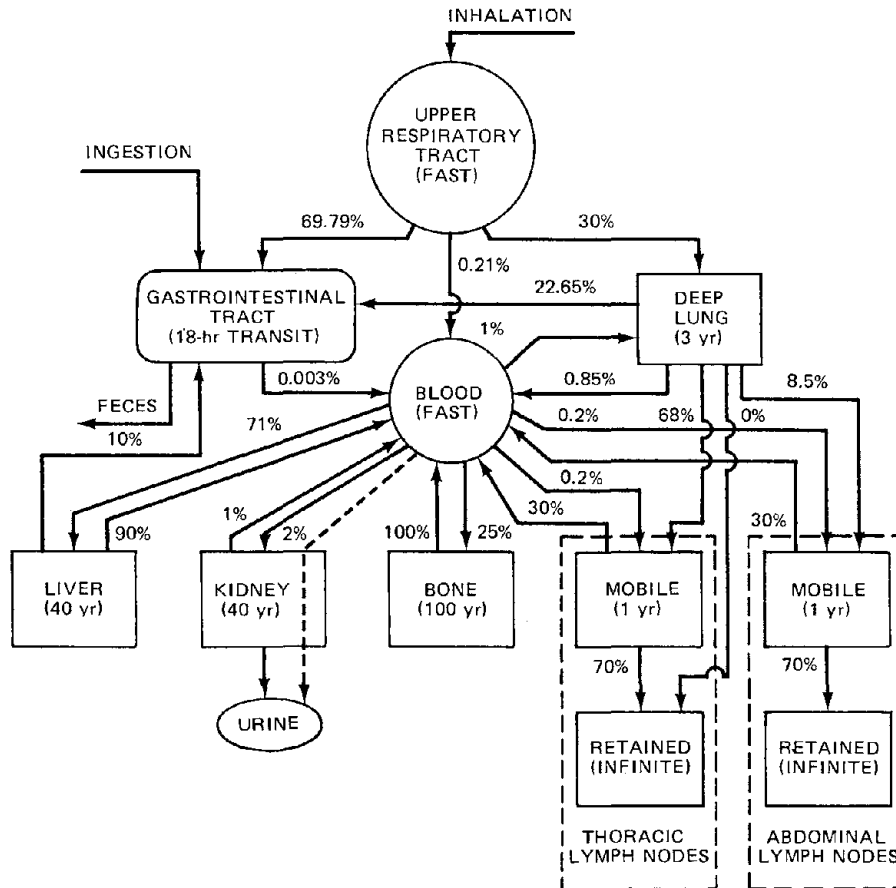 INHALATION
UPPER
RESPIRATORY
TRACT
(FAST)
INGESTION
69.79%
30%
0.21%
22.65%
GASTROINTESTINAL
TRACT
(18-hr TRANSIT)
DEEP
LUNG
(3 yr)
1%
0.003%
BLOOD
(FAST)
0.85%
8.5%
FECES
10%
71%
0.2%
68%
0%
0.2%
90%
1%
2%
100%
25%
30%
30%
LIVER
(40 yr)
KIDNEY
(40 yr)
BONE
(100 yr)
MOBILE
(1 yr)
MOBILE
(1 yr)
70%
70%
URINE
RETAINED
(INFINITE)
RETAINED
(INFINITE)
THORACIC
LYMPH NODES
ABDOMINAL
LYMPH NODES